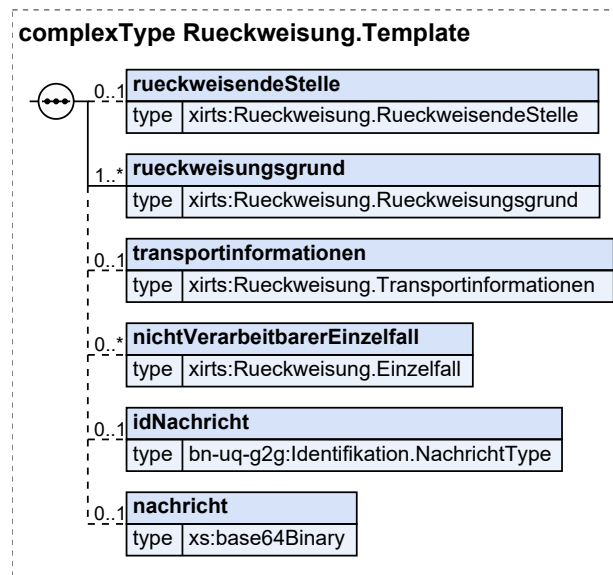 complexType Rueckweisung.Template
0..1
rueckweisendeStelle
type xirts:Rueckweisung.RueckweisendeStelle
1..*
rueckweisungsgrund
type xirts:Rueckweisung.Rueckweisungsgrund
0..1
transportinformationen
type xirts:Rueckweisung.Transportinformationen
0..*
nichtVerarbeitbarerEinzelfall
type xirts:Rueckweisung.Einzelfall
0..1
idNachricht
type bn-uq-g2g:Identifikation.NachrichtType
0..1
nachricht
type xs:base64Binary